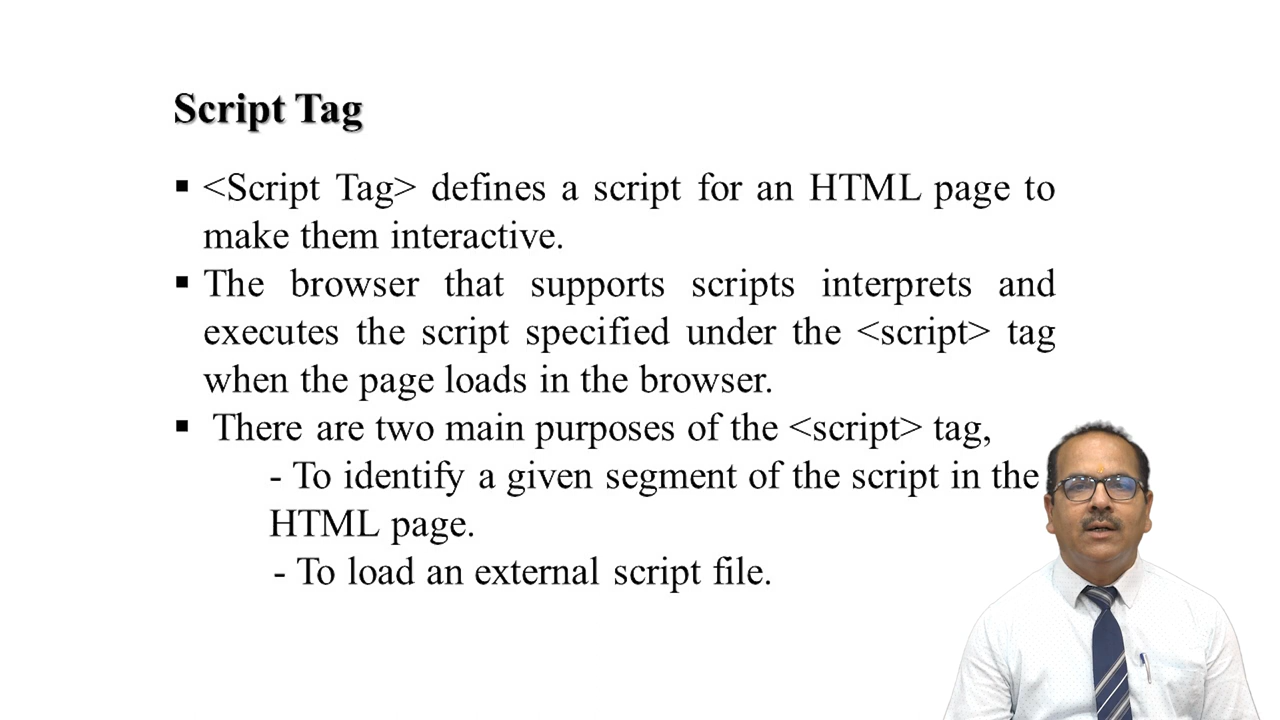 Script Tag
▪ <Script Tag> defines a script for an HTML page to
make them interactive.
▪ The browser that supports scripts interprets and
executes the script specified under the <script> tag
when the page loads in the browser.
▪ There are two main purposes of the <script> tag,
- To identify a given segment of the script in the
HTML page.
- To load an external script file.